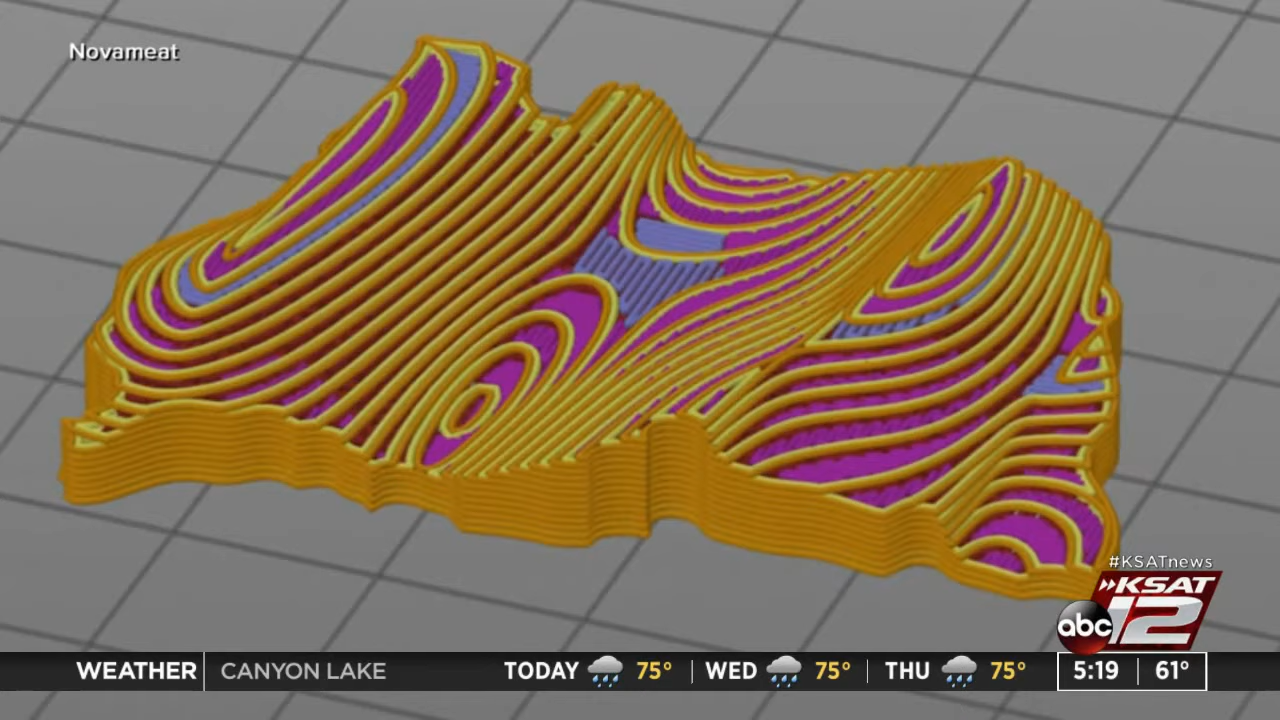 Novameat
#KSATnews
KSAT
abc 12
WEATHER CANYON LAKE TODAY 75° WED 75° THU 75° 5:19 61°